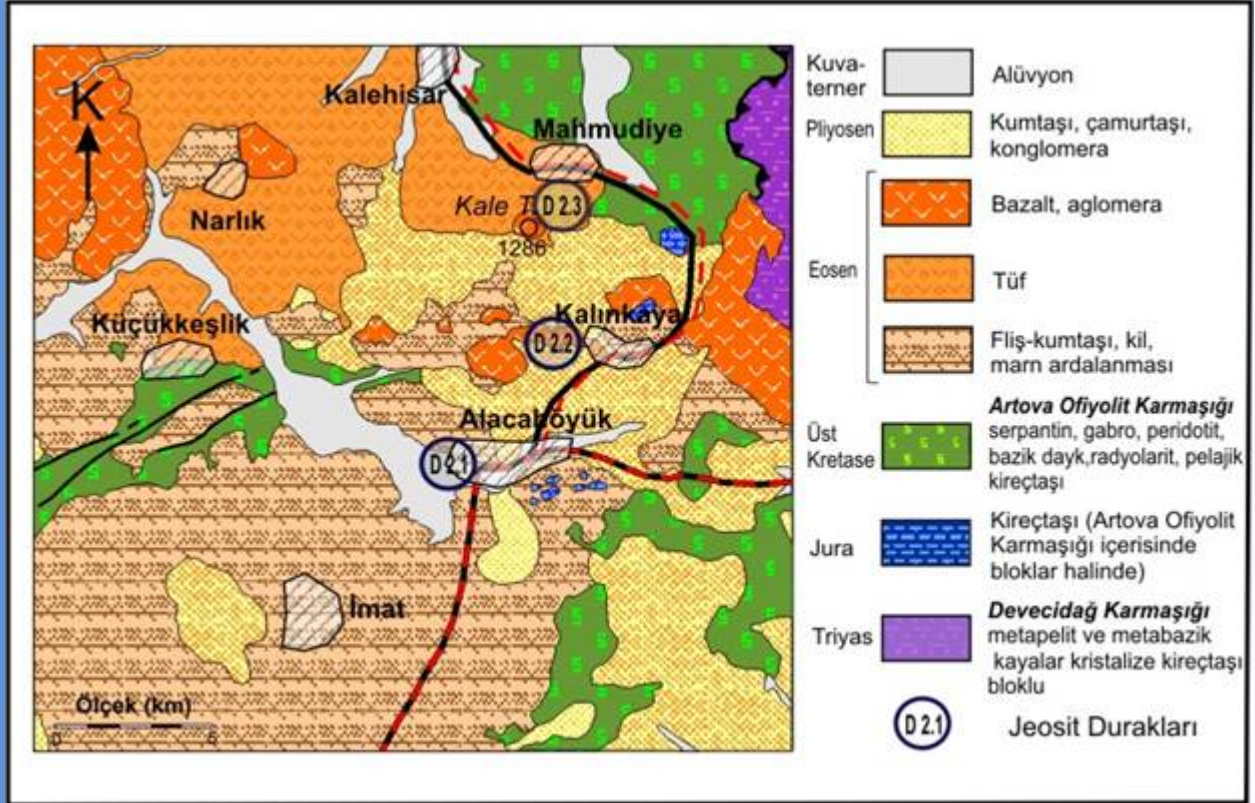 K
Kalehisar
Mahmudiye
Narlık
Kale T
D 2.3
1286
Küçükkeşlik
Kalınkaya
D 2.2
Alacahöyük
D 2.1
İmat
Ölçek (km)
0 6
Kuva-
terner
Alüvyon
Pliyosen
Kumtaşı, çamurtaşı,
konglomera
Eosen
Bazalt, aglomera
Tüf
Fliş-kumtaşı, kil,
marn ardalanması
Üst
Kretase
Artova Ofiyolit Karmaşığı
serpantin, gabro, peridotit,
bazik dayk,radyolarit, pelajik
kireçtaşı
Jura
Kireçtaşı (Artova Ofiyolit
Karmaşığı içerisinde
bloklar halinde)
Triyas
Devecidağ Karmaşığı
metapelit ve metabazik
kayalar kristalize kireçtaşı
bloklu
D 2.1
Jeosit Durakları